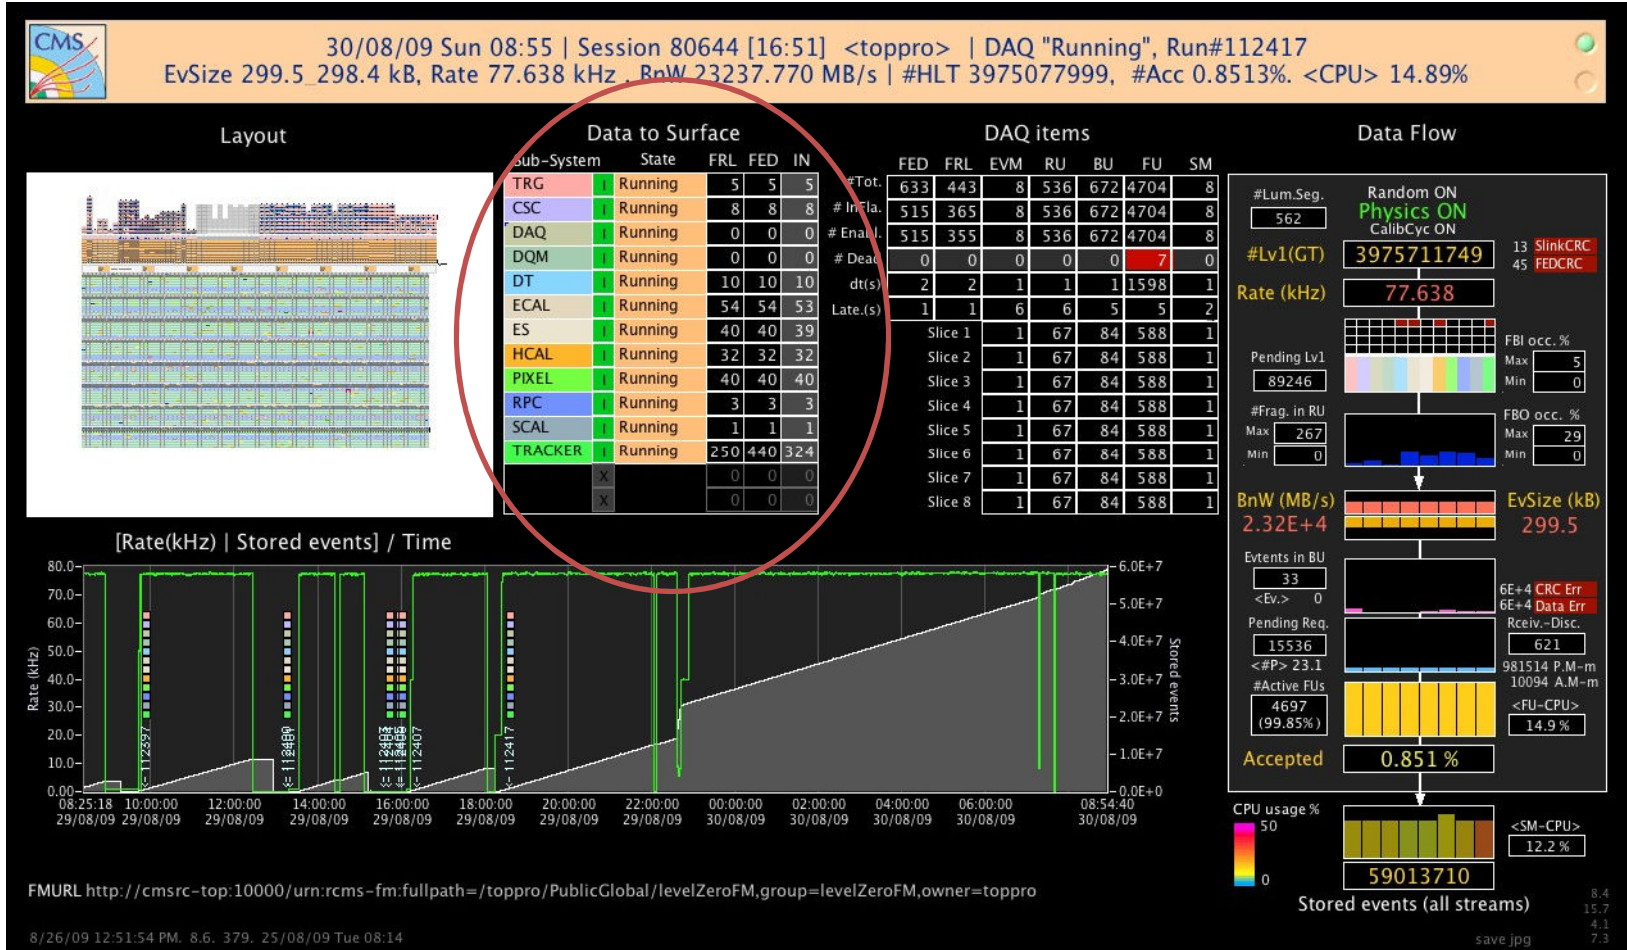 CMS
30/08/09 Sun 08:55 | Session 80644 [16:51] <toppro> | DAQ "Running", Run#112417
EvSize 299.5_298.4 kB, Rate 77.638 kHz . BnW 23237.770 MB/s | #HLT 3975077999, #Acc 0.8513%. <CPU> 14.89%
Layout
Data to Surface
Sub-System State FRL FED IN
TRG I Running 5 5 5
CSC I Running 8 8 8
DAQ I Running 0 0 0
DQM I Running 0 0 0
DT I Running 10 10 10
ECAL I Running 54 54 53
ES I Running 40 40 39
HCAL I Running 32 32 32
PIXEL I Running 40 40 40
RPC I Running 3 3 3
SCAL I Running 1 1 1
TRACKER I Running 250 440 324
X 0 0 0
X 0 0 0
DAQ items
FED FRL EVM RU BU FU SM
#Tot. 633 443 8 536 672 4704 8
# InFla. 515 365 8 536 672 4704 8
# Enabl. 515 355 8 536 672 4704 8
# Dead 0 0 0 0 0 7 0
dt(s) 2 2 1 1 1 1598 1
Late.(s) 1 1 6 6 5 5 2
Slice 1 1 67 84 588 1
Slice 2 1 67 84 588 1
Slice 3 1 67 84 588 1
Slice 4 1 67 84 588 1
Slice 5 1 67 84 588 1
Slice 6 1 67 84 588 1
Slice 7 1 67 84 588 1
Slice 8 1 67 84 588 1
Data Flow
#Lum.Seg.
562
Random ON
Physics ON
CalibCyc ON
#Lv1(GT) 3975711749
13 SlinkCRC
45 FEDCRC
Rate (kHz) 77.638
Pending Lv1
89246
FBI occ.%
Max 5
Min 0
#Frag. in RU
Max 267
Min 0
FBO occ. %
Max 29
Min 0
BnW (MB/s)
2.32E+4
EvSize (kB)
299.5
Evtents in BU
33
<Ev.> 0
6E+4 CRC Err
6E+4 Data Err
Pending Req.
15536
<#P> 23.1
Rceiv.-Disc.
621
981514 P.M-m
10094 A.M-m
#Active FUs
4697
(99.85%)
<FU-CPU>
14.9 %
Accepted 0.851 %
CPU usage %
50
0
<SM-CPU>
12.2 %
59013710
Stored events (all streams)
[Rate(kHz) | Stored events] / Time
Rate (kHz)
80.0
70.0
60.0
50.0
40.0
30.0
20.0
10.0
0.00
6.0E+7
5.0E+7
4.0E+7
3.0E+7
2.0E+7
1.0E+7
0.0E+0
Stored events
<-- 112397
<-- 112407
<-- 112417
08:25:18 10:00:00 12:00:00 14:00:00 16:00:00 18:00:00 20:00:00 22:00:00 00:00:00 02:00:00 04:00:00 06:00:00 08:54:40
29/08/09 29/08/09 29/08/09 29/08/09 29/08/09 29/08/09 29/08/09 29/08/09 30/08/09 30/08/09 30/08/09 30/08/09 30/08/09
FMURL http://cmsrc-top:10000/urn:rcms-fm:fullpath=/toppro/PublicGlobal/levelZeroFM,group=levelZeroFM,owner=toppro
8/26/09 12:51:54 PM. 8.6. 379. 25/08/09 Tue 08:14
save jpg
8.4
15.7
4.1
7.3